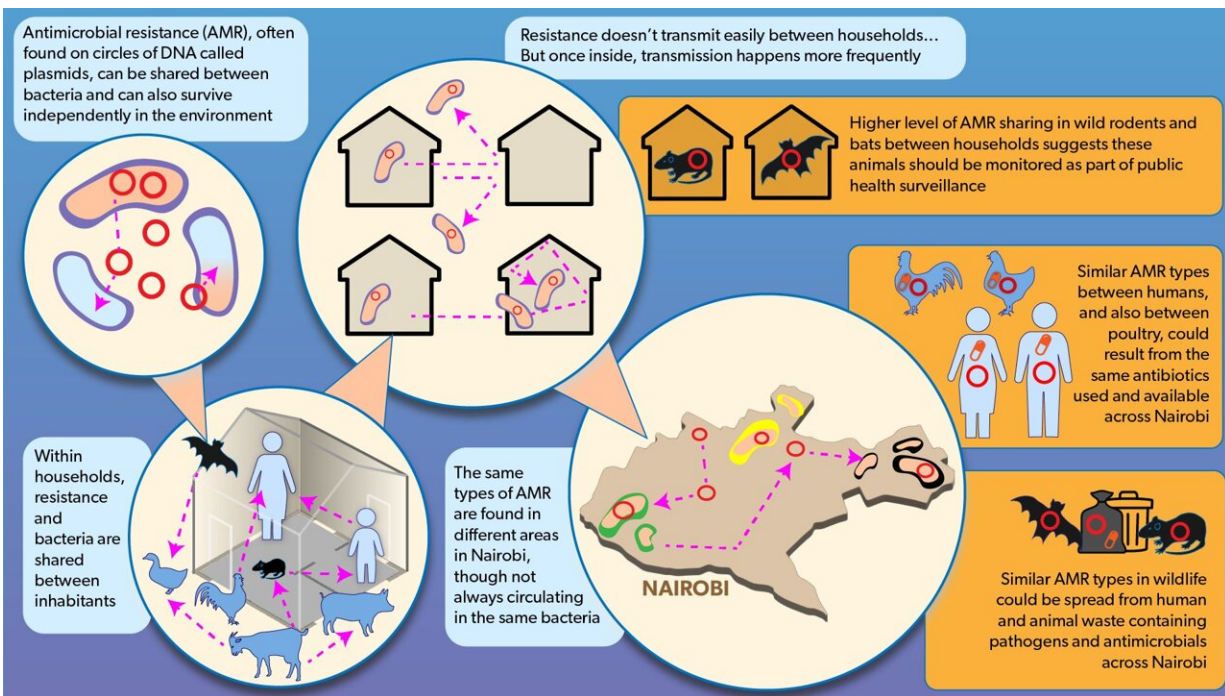 Antimicrobial resistance (AMR), often
found on circles of DNA called
plasmids, can be shared between
bacteria and can also survive
independently in the environment
Resistance doesn't transmit easily between households...
But once inside, transmission happens more frequently
Higher level of AMR sharing in wild rodents and
bats between households suggests these
animals should be monitored as part of public
health surveillance
Similar AMR types
between humans,
and also between
poultry, could
result from the
same antibiotics
used and available
across Nairobi
Within
households,
resistance
and
bacteria are
shared
between
inhabitants
The same
types of AMR
are found in
different areas
in Nairobi,
though not
always circulating
in the same bacteria
NAIROBI
Similar AMR types in wildlife
could be spread from human
and animal waste containing
pathogens and antimicrobials
across Nairobi